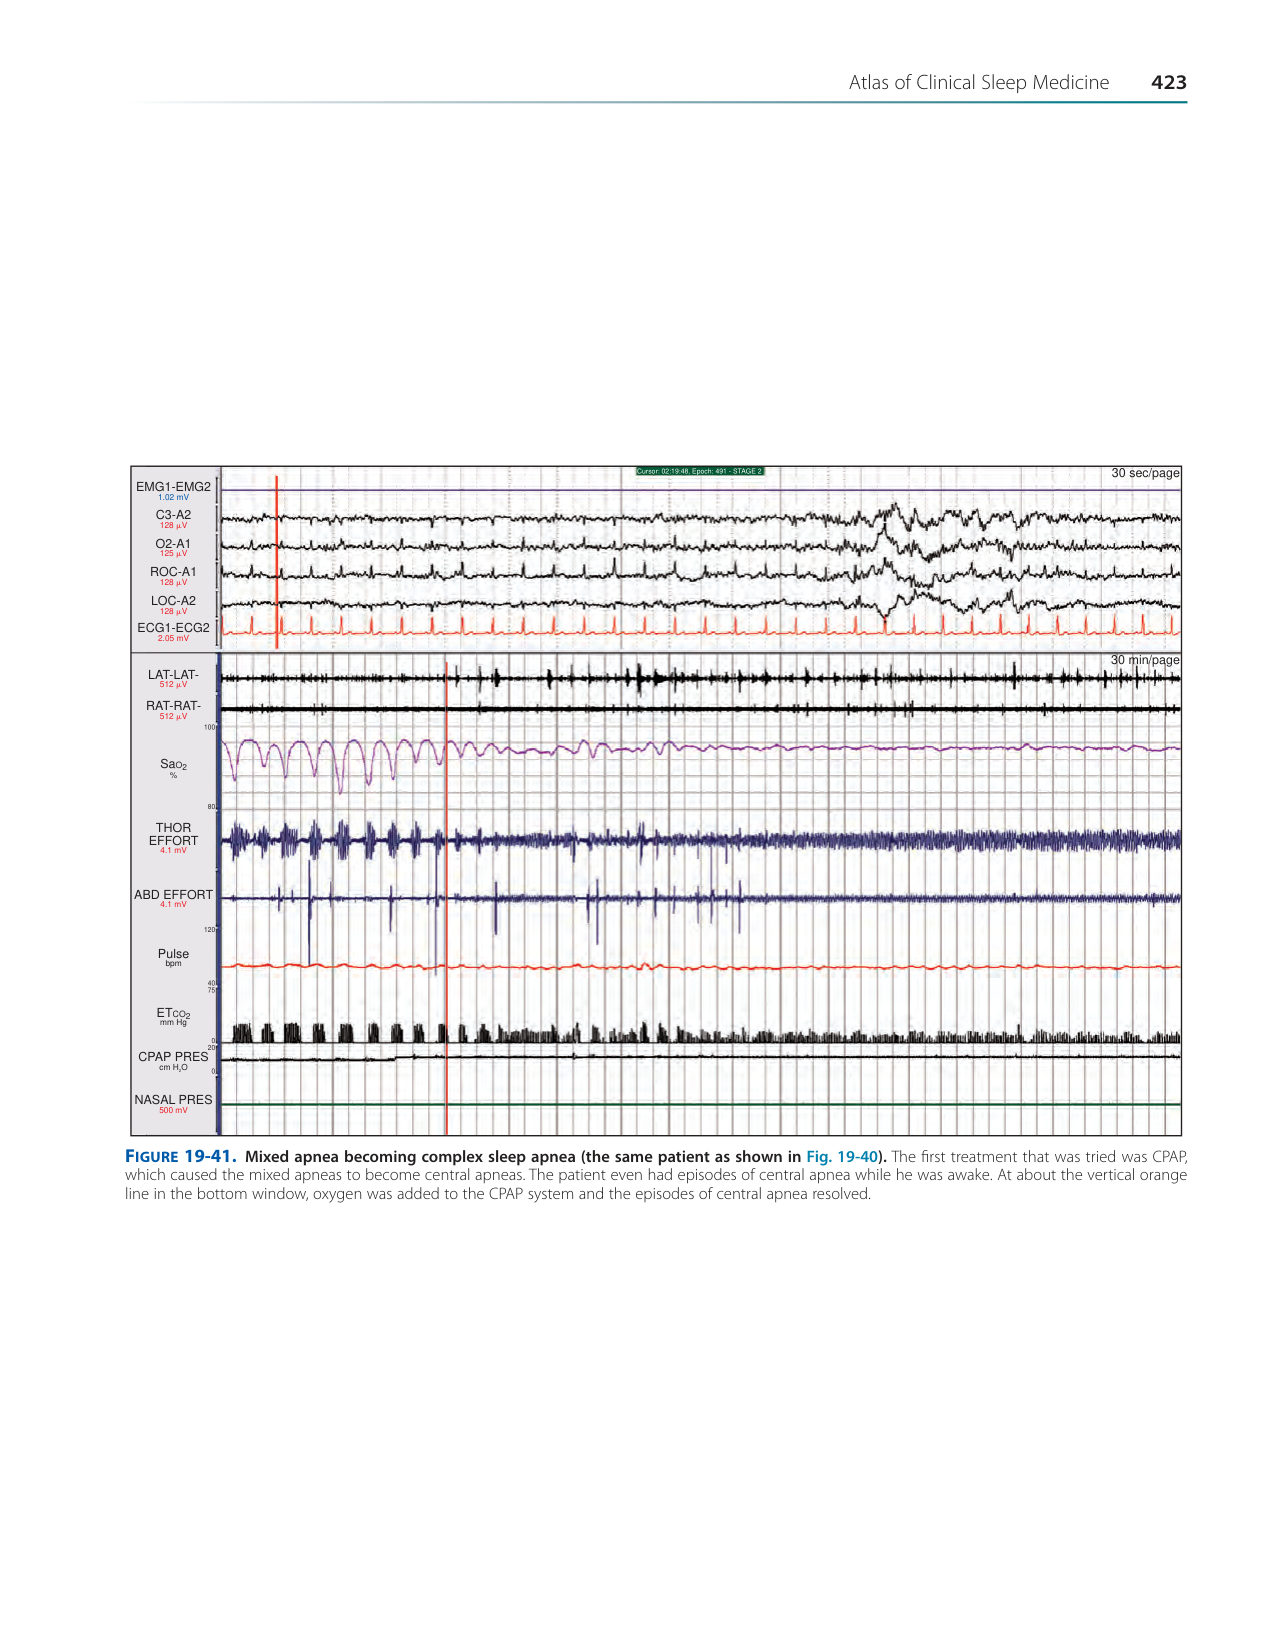 Atlas of Clinical Sleep Medicine 423
Cursor: 02:19:48, Epoch: 491 - STAGE 2
30 sec/page
EMG1-EMG2
1.02 mV
C3-A2
128 µV
O2-A1
125 µV
ROC-A1
128 µV
LOC-A2
128 µV
ECG1-ECG2
2.05 mV
30 min/page
LAT-LAT-
512 µV
RAT-RAT-
512 µV
100
SaO2
%
80
THOR
EFFORT
4.1 mV
ABD EFFORT
4.1 mV
120
Pulse
bpm
40
75
ETCO2
mm Hg
0
20
CPAP PRES
cm H2O
0
NASAL PRES
500 mV
FIGURE 19-41. Mixed apnea becoming complex sleep apnea (the same patient as shown in Fig. 19-40). The first treatment that was tried was CPAP,
which caused the mixed apneas to become central apneas. The patient even had episodes of central apnea while he was awake. At about the vertical orange
line in the bottom window, oxygen was added to the CPAP system and the episodes of central apnea resolved.